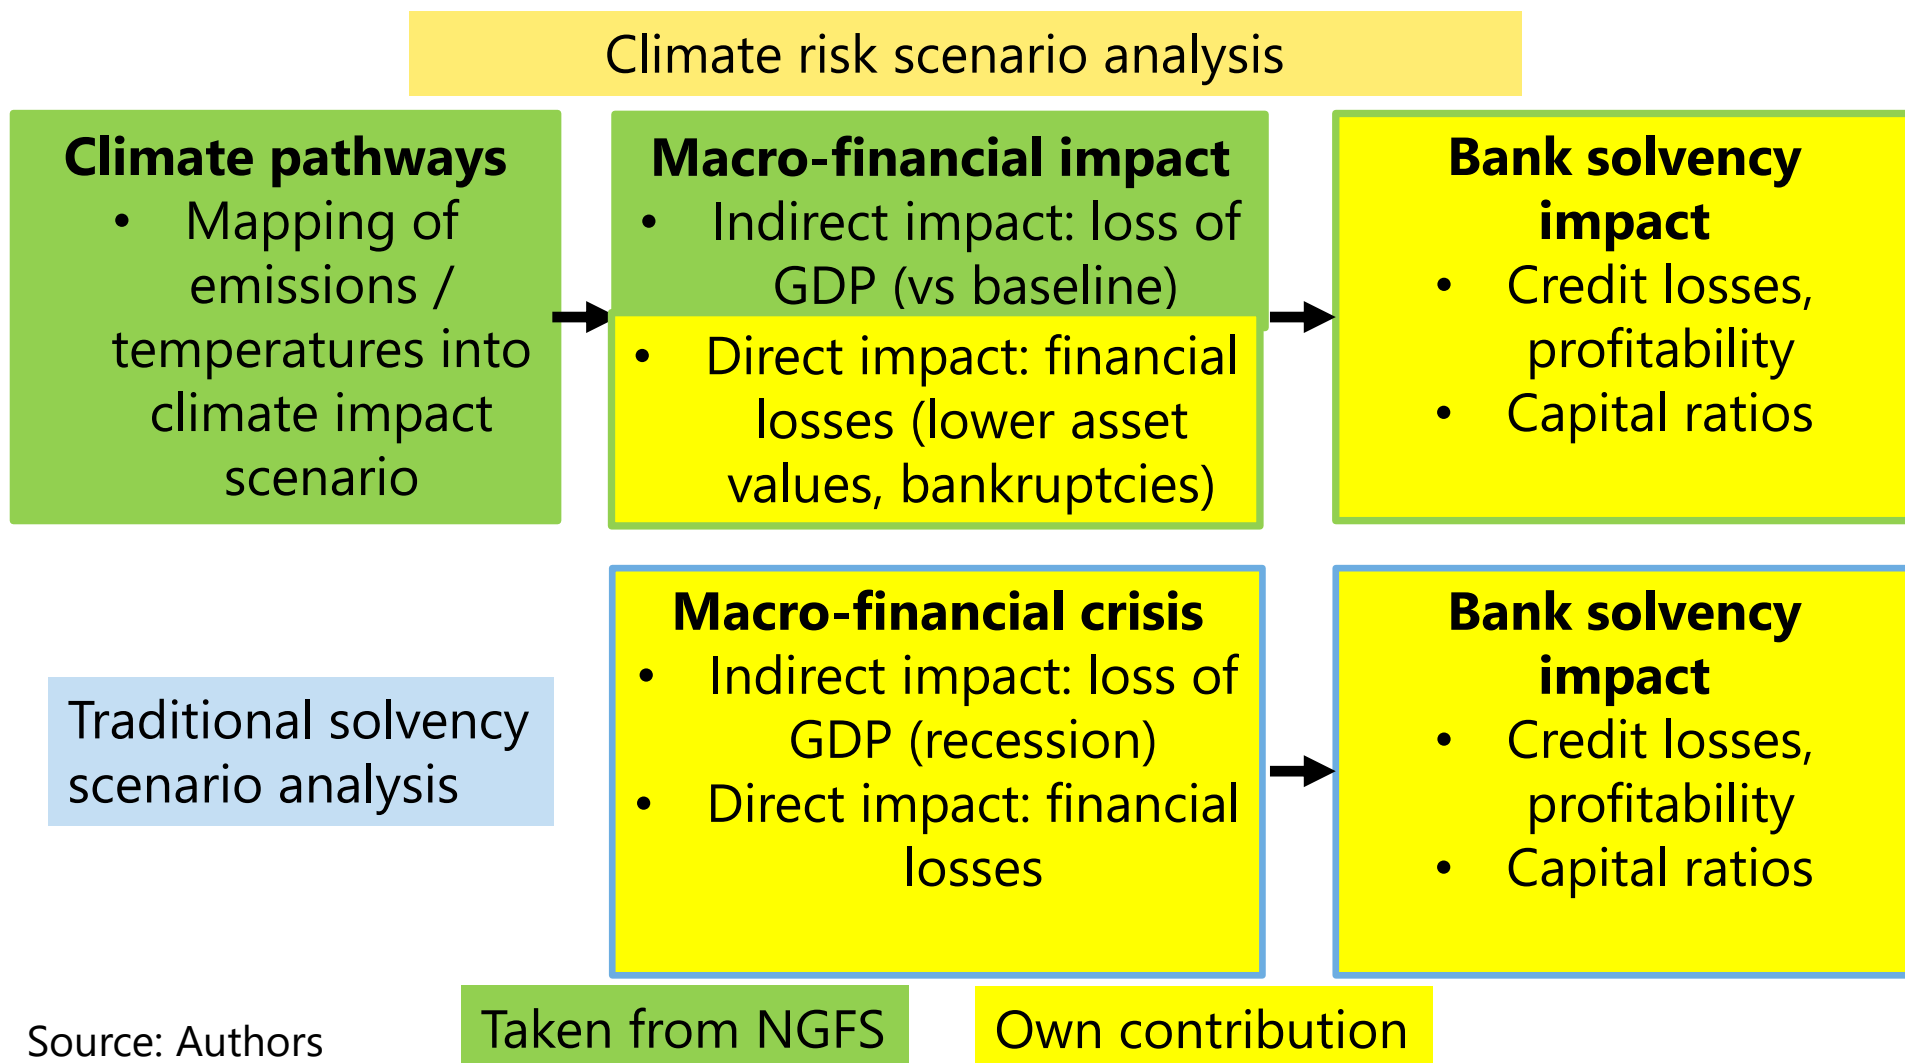 Climate risk scenario analysis
Climate pathways
• Mapping of
emissions /
temperatures into
climate impact
scenario
Macro-financial impact
• Indirect impact: loss of
GDP (vs baseline)
• Direct impact: financial
losses (lower asset
values, bankruptcies)
Bank solvency
impact
• Credit losses,
profitability
• Capital ratios
Traditional solvency
scenario analysis
Macro-financial crisis
• Indirect impact: loss of
GDP (recession)
• Direct impact: financial
losses
Bank solvency
impact
• Credit losses,
profitability
• Capital ratios
Source: Authors
Taken from NGFS
Own contribution